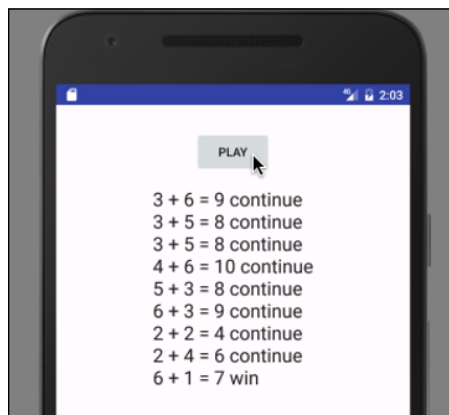 4G 2:03
PLAY
3 + 6 = 9 continue
3 + 5 = 8 continue
3 + 5 = 8 continue
4 + 6 = 10 continue
5 + 3 = 8 continue
6 + 3 = 9 continue
2 + 2 = 4 continue
2 + 4 = 6 continue
6 + 1 = 7 win